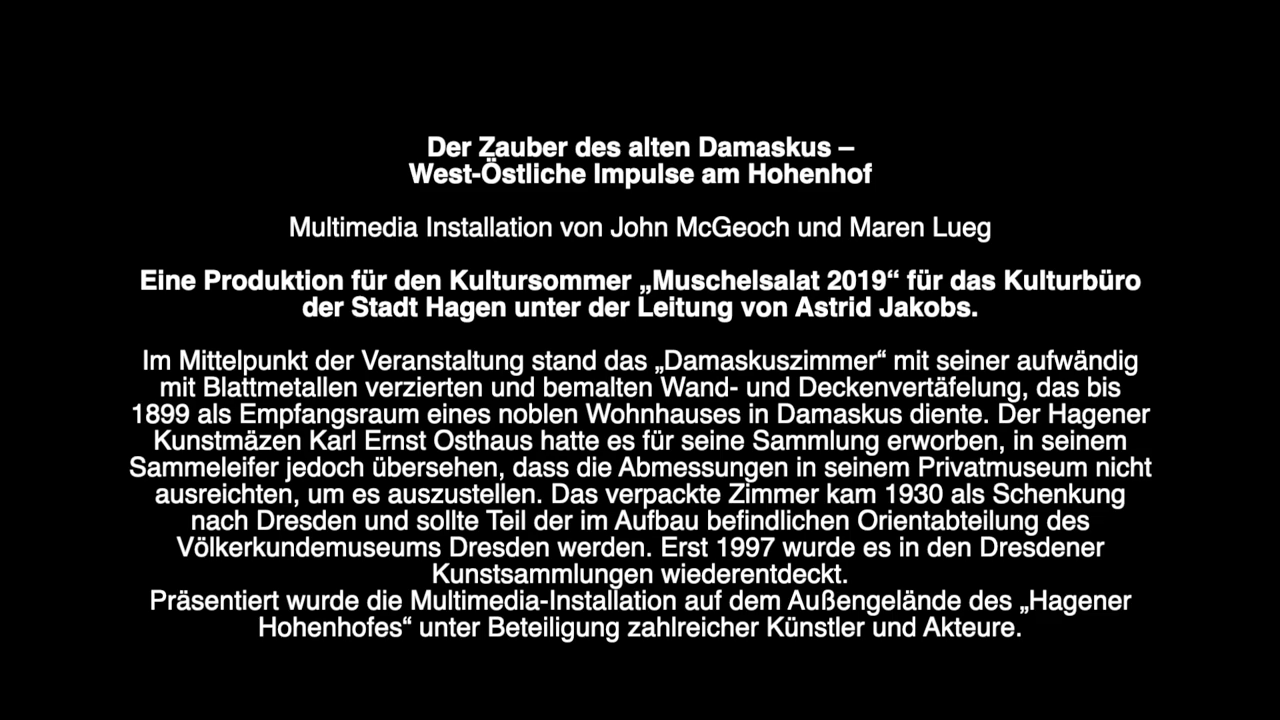 Der Zauber des alten Damaskus –
West-Östliche Impulse am Hohenhof
Multimedia Installation von John McGeoch und Maren Lueg
Eine Produktion für den Kultursommer „Muschelsalat 2019“ für das Kulturbüro
der Stadt Hagen unter der Leitung von Astrid Jakobs.
Im Mittelpunkt der Veranstaltung stand das „Damaskuszimmer“ mit seiner aufwändig
mit Blattmetallen verzierten und bemalten Wand- und Deckenvertäfelung, das bis
1899 als Empfangsraum eines noblen Wohnhauses in Damaskus diente. Der Hagener
Kunstmäzen Karl Ernst Osthaus hatte es für seine Sammlung erworben, in seinem
Sammeleifer jedoch übersehen, dass die Abmessungen in seinem Privatmuseum nicht
ausreichten, um es auszustellen. Das verpackte Zimmer kam 1930 als Schenkung
nach Dresden und sollte Teil der im Aufbau befindlichen Orientabteilung des
Völkerkundemuseums Dresden werden. Erst 1997 wurde es in den Dresdener
Kunstsammlungen wiederentdeckt.
Präsentiert wurde die Multimedia-Installation auf dem Außengelände des „Hagener
Hohenhofes“ unter Beteiligung zahlreicher Künstler und Akteure.